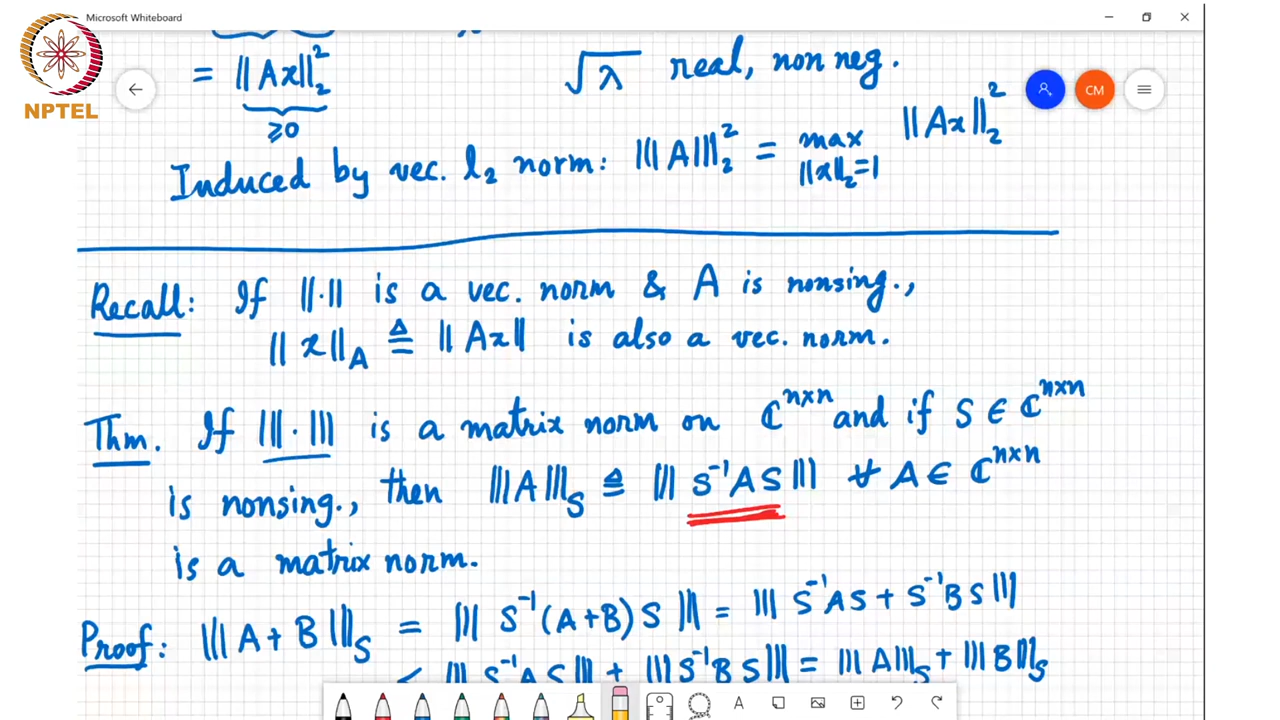 Microsoft Whiteboard
NPTEL
CM
= ||Ax||₂² √λ real, non neg.
≥0
Induced by vec. l₂ norm: |||A|||₂² = max ||x||₂=1 ||Ax||₂²
Recall: If ||·|| is a vec. norm & A is nonsing.,
||x||_A ≜ ||Ax|| is also a vec. norm.
Thm. If |||·||| is a matrix norm on ℂⁿˣⁿ and if S ∈ ℂⁿˣⁿ
is nonsing., then |||A|||_S ≜ |||S⁻¹AS||| ∀ A ∈ ℂⁿˣⁿ
is a matrix norm.
Proof: |||A+B|||_S = |||S⁻¹(A+B)S||| = |||S⁻¹AS + S⁻¹BS|||
≤ |||S⁻¹AS||| + |||S⁻¹BS||| = |||A|||_S + |||B|||_S